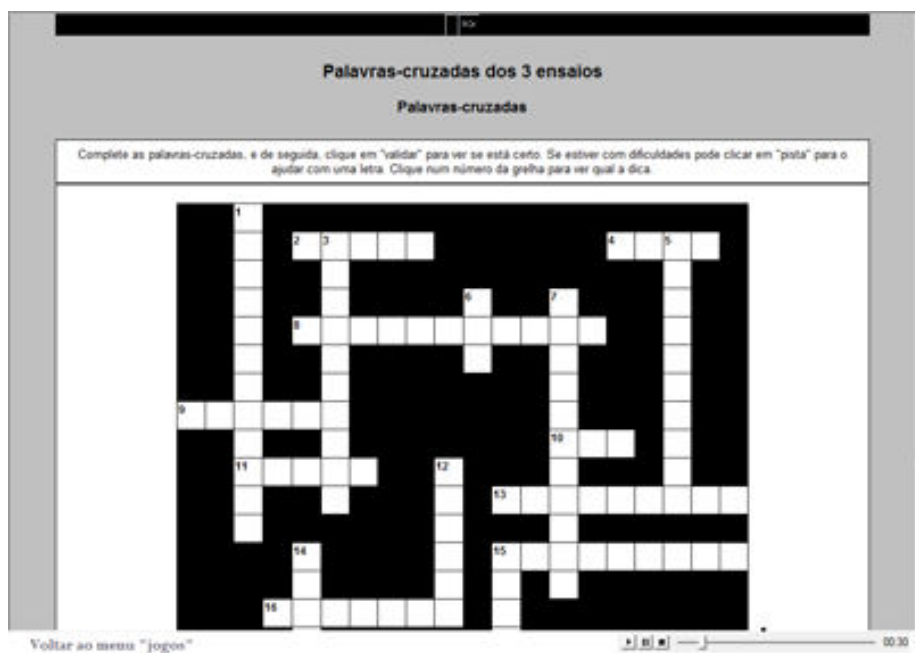 Palavras-cruzadas dos 3 ensaios
Palavras-cruzadas
Complete as palavras-cruzadas, e de seguida, clique em "validar" para ver se está certo. Se estiver com dificuldades pode clicar em "pista" para o
ajudar com uma letra. Clique num número da grelha para ver qual a dica.
1
2 3 4 5
6 7
8
9
10
11 12
13
14 15
16
Voltar ao menu "jogos" 00:30